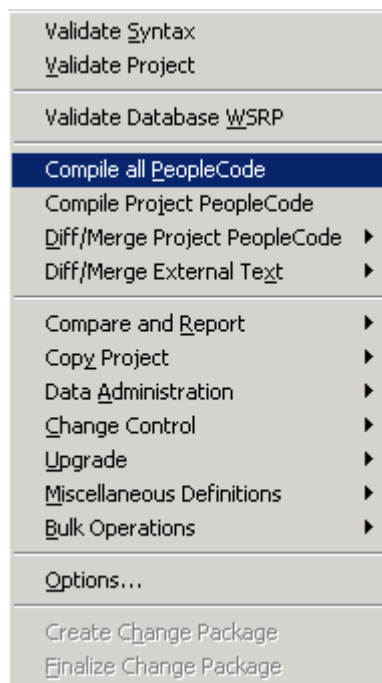 Validate Syntax
Validate Project
Validate Database WSRP
Compile all PeopleCode
Compile Project PeopleCode
Diff/Merge Project PeopleCode
Diff/Merge External Text
Compare and Report
Copy Project
Data Administration
Change Control
Upgrade
Miscellaneous Definitions
Bulk Operations
Options...
Create Change Package
Finalize Change Package